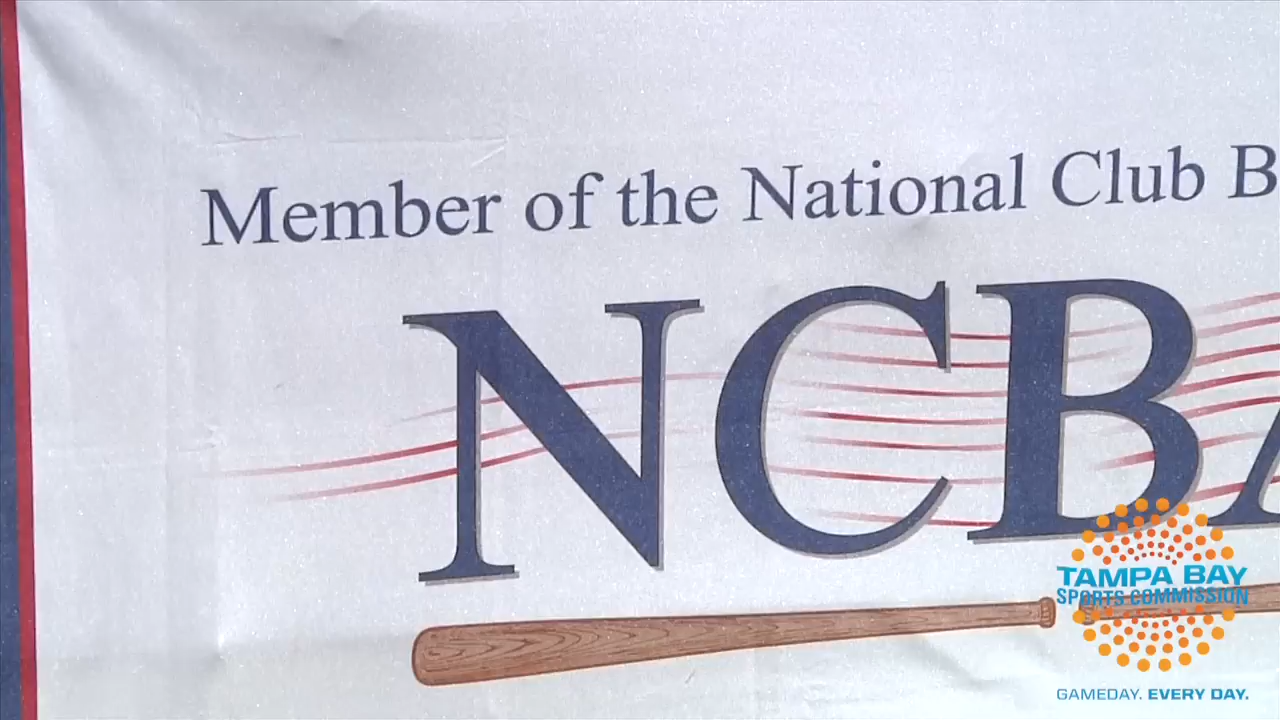 Member of the National Club B
NCBA
TAMPA BAY
SPORTS COMMISSION
GAMEDAY. EVERY DAY.